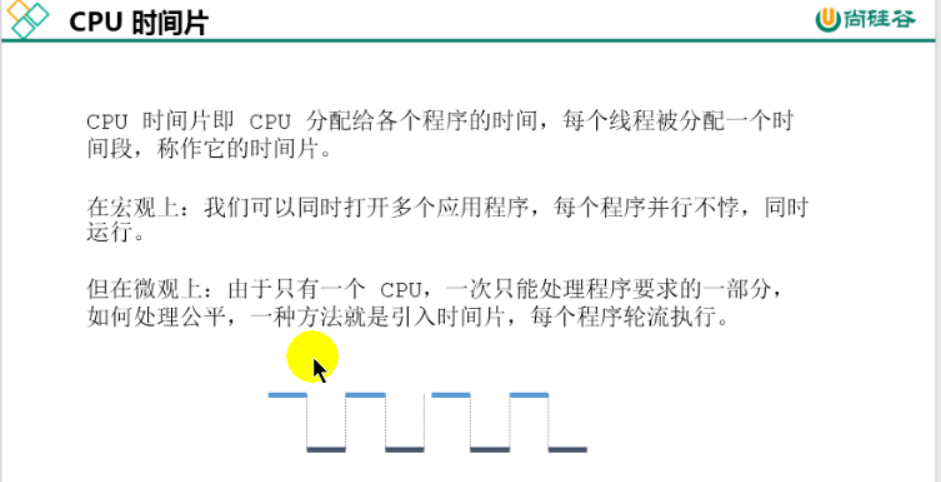 CPU 时间片
尚硅谷
CPU 时间片即 CPU 分配给各个程序的时间，每个线程被分配一个时
间段，称作它的时间片。
在宏观上：我们可以同时打开多个应用程序，每个程序并行不悖，同时
运行。
但在微观上：由于只有一个 CPU，一次只能处理程序要求的一部分，
如何处理公平，一种方法就是引入时间片，每个程序轮流执行。